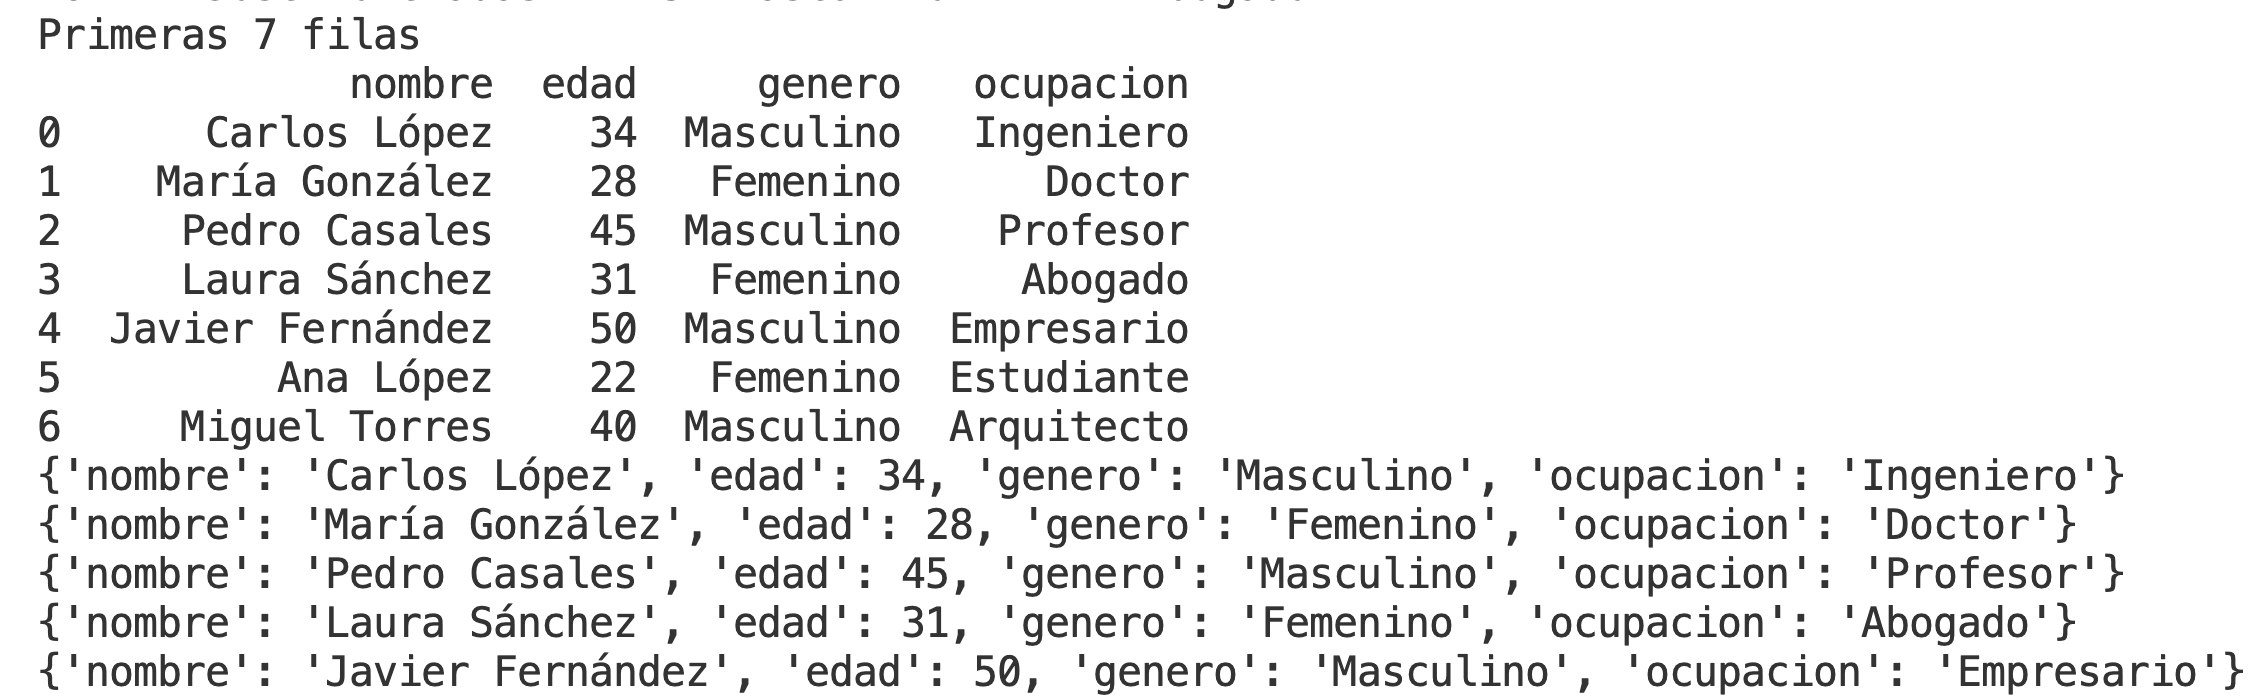 Primeras 7 filas
nombre edad genero ocupacion
0 Carlos López 34 Masculino Ingeniero
1 María González 28 Femenino Doctor
2 Pedro Casales 45 Masculino Profesor
3 Laura Sánchez 31 Femenino Abogado
4 Javier Fernández 50 Masculino Empresario
5 Ana López 22 Femenino Estudiante
6 Miguel Torres 40 Masculino Arquitecto
{'nombre': 'Carlos López', 'edad': 34, 'genero': 'Masculino', 'ocupacion': 'Ingeniero'}
{'nombre': 'María González', 'edad': 28, 'genero': 'Femenino', 'ocupacion': 'Doctor'}
{'nombre': 'Pedro Casales', 'edad': 45, 'genero': 'Masculino', 'ocupacion': 'Profesor'}
{'nombre': 'Laura Sánchez', 'edad': 31, 'genero': 'Femenino', 'ocupacion': 'Abogado'}
{'nombre': 'Javier Fernández', 'edad': 50, 'genero': 'Masculino', 'ocupacion': 'Empresario'}